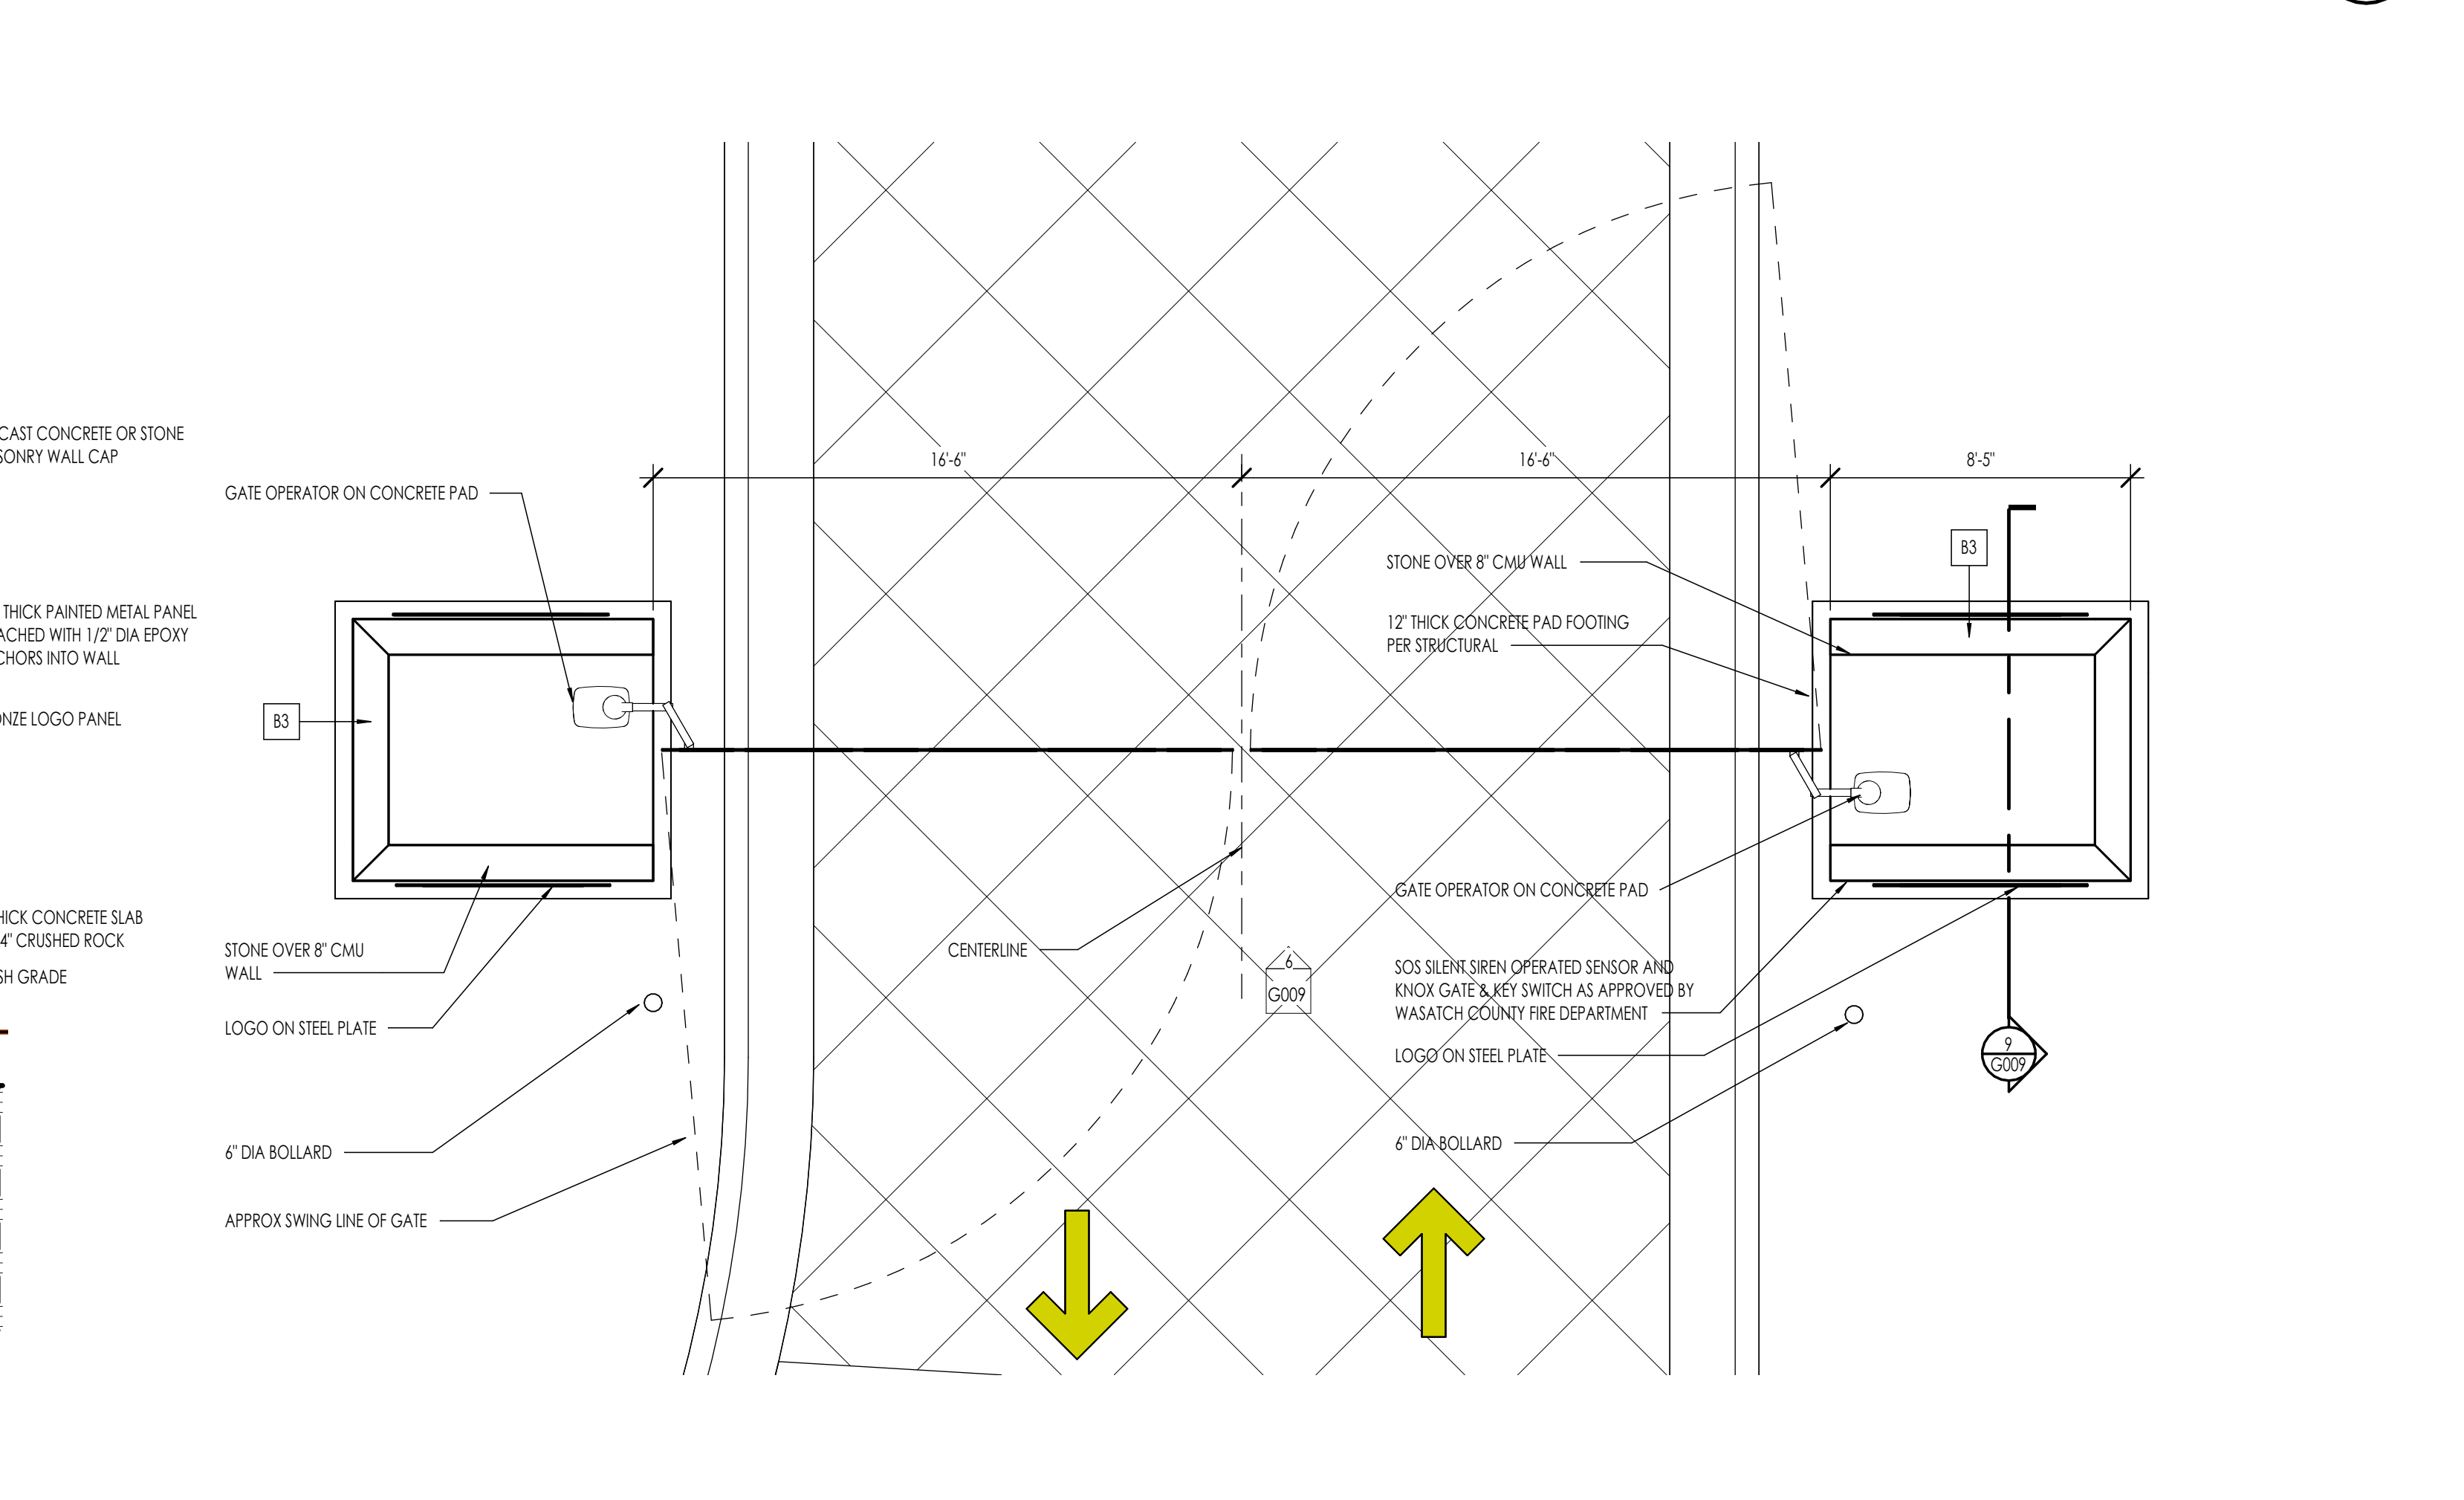 CAST CONCRETE OR STONE
SONRY WALL CAP
THICK PAINTED METAL PANEL
ACHED WITH 1/2" DIA EPOXY
CHORS INTO WALL
ONZE LOGO PANEL
HICK CONCRETE SLAB
4" CRUSHED ROCK
SH GRADE
GATE OPERATOR ON CONCRETE PAD
B3
STONE OVER 8" CMU
WALL
LOGO ON STEEL PLATE
6" DIA BOLLARD
APPROX SWING LINE OF GATE
16'-6"
16'-6"
8'-5"
CENTERLINE
6
G009
STONE OVER 8" CMU WALL
12" THICK CONCRETE PAD FOOTING
PER STRUCTURAL
B3
GATE OPERATOR ON CONCRETE PAD
SOS SILENT SIREN OPERATED SENSOR AND
KNOX GATE & KEY SWITCH AS APPROVED BY
WASATCH COUNTY FIRE DEPARTMENT
LOGO ON STEEL PLATE
6" DIA BOLLARD
9
G009